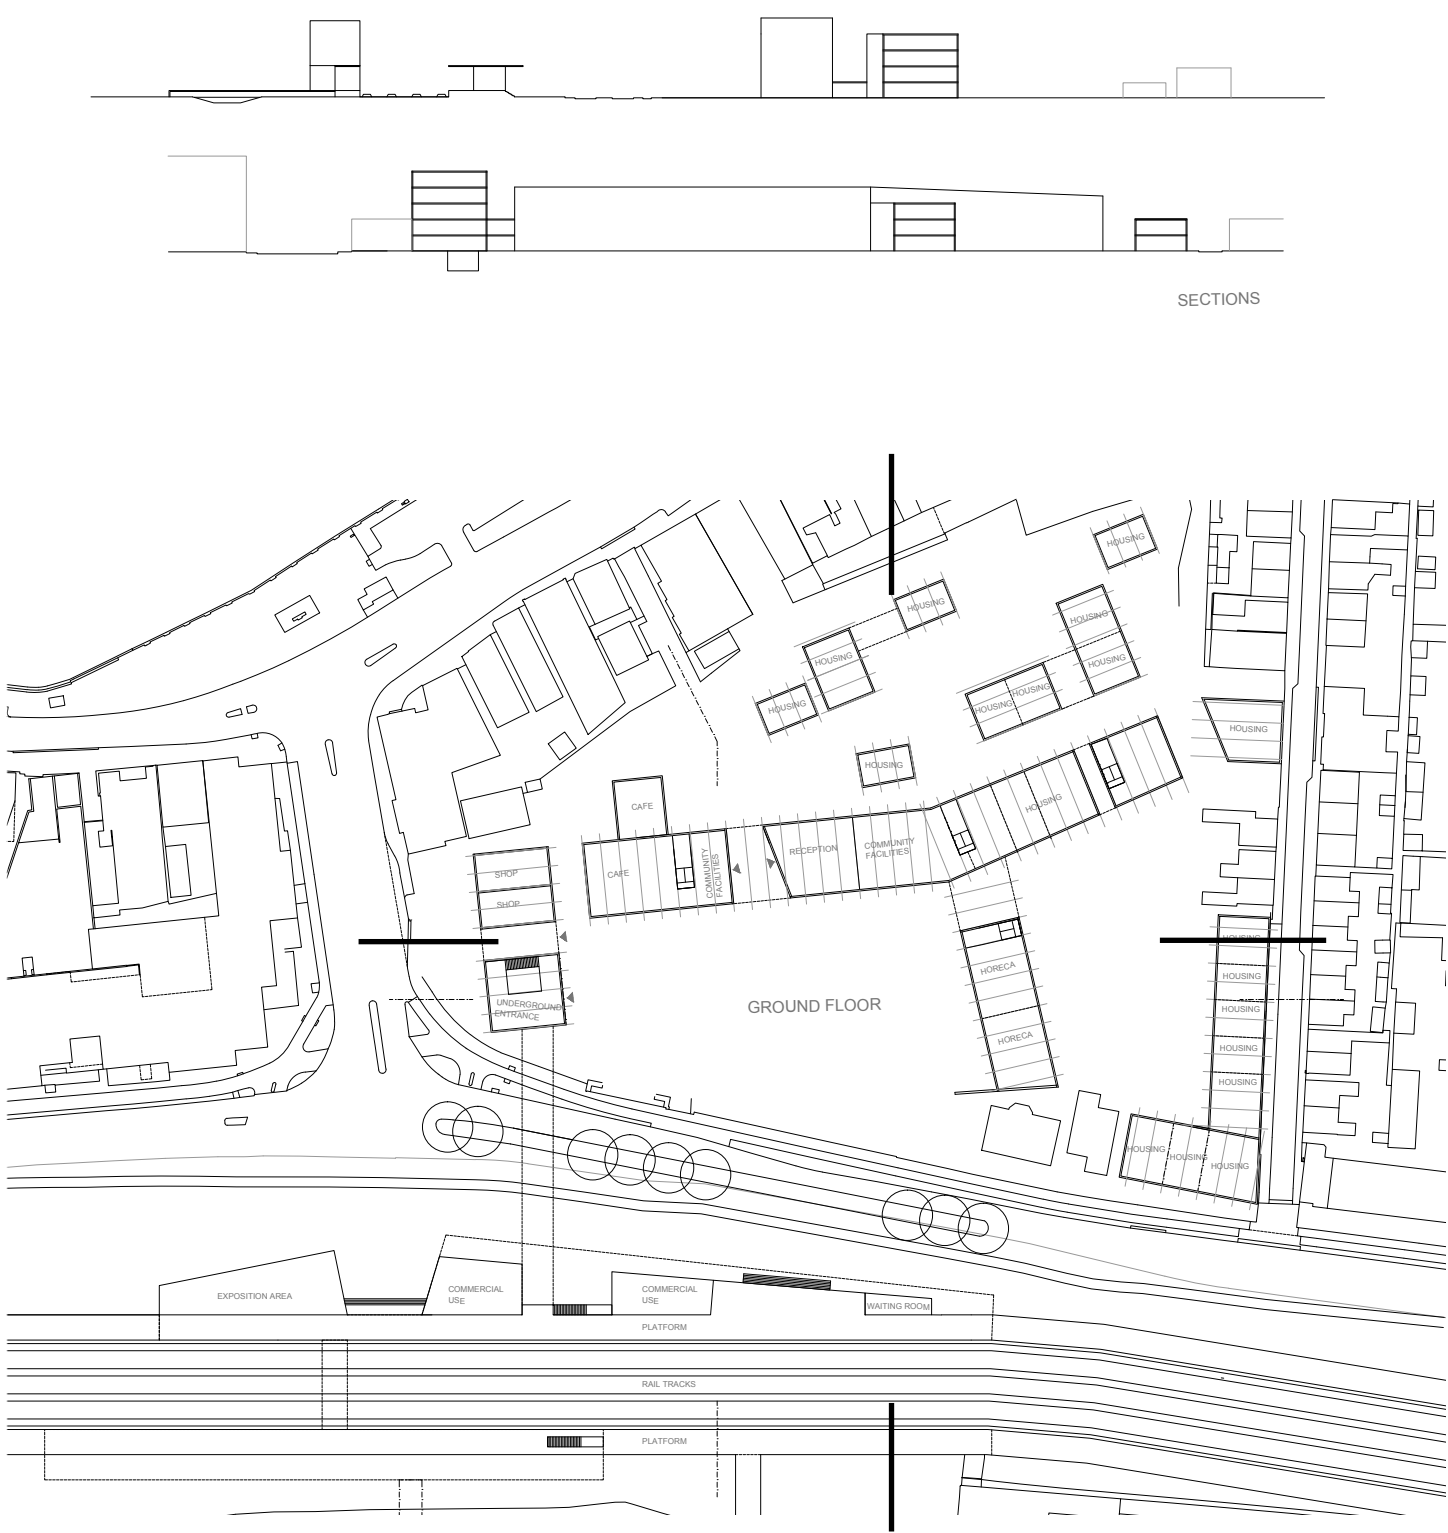 SECTIONS
HOUSING
HOUSING
HOUSING
HOUSING
HOUSING
HOUSING
HOUSING
HOUSING
HOUSING
HOUSING
HOUSING
CAFE
HOUSING
RECEPTION
COMMUNITY
FACILITIES
SHOP
CAFE
COMMUNITY
FACILITIES
SHOP
HOUSING
HORECA
HOUSING
UNDERGROUND
ENTRANCE
GROUND FLOOR
HOUSING
HORECA
HOUSING
HOUSING
HOUSING
HOUSING
HOUSING
EXPOSITION AREA
COMMERCIAL
USE
COMMERCIAL
USE
WAITING ROOM
PLATFORM
RAIL TRACKS
PLATFORM